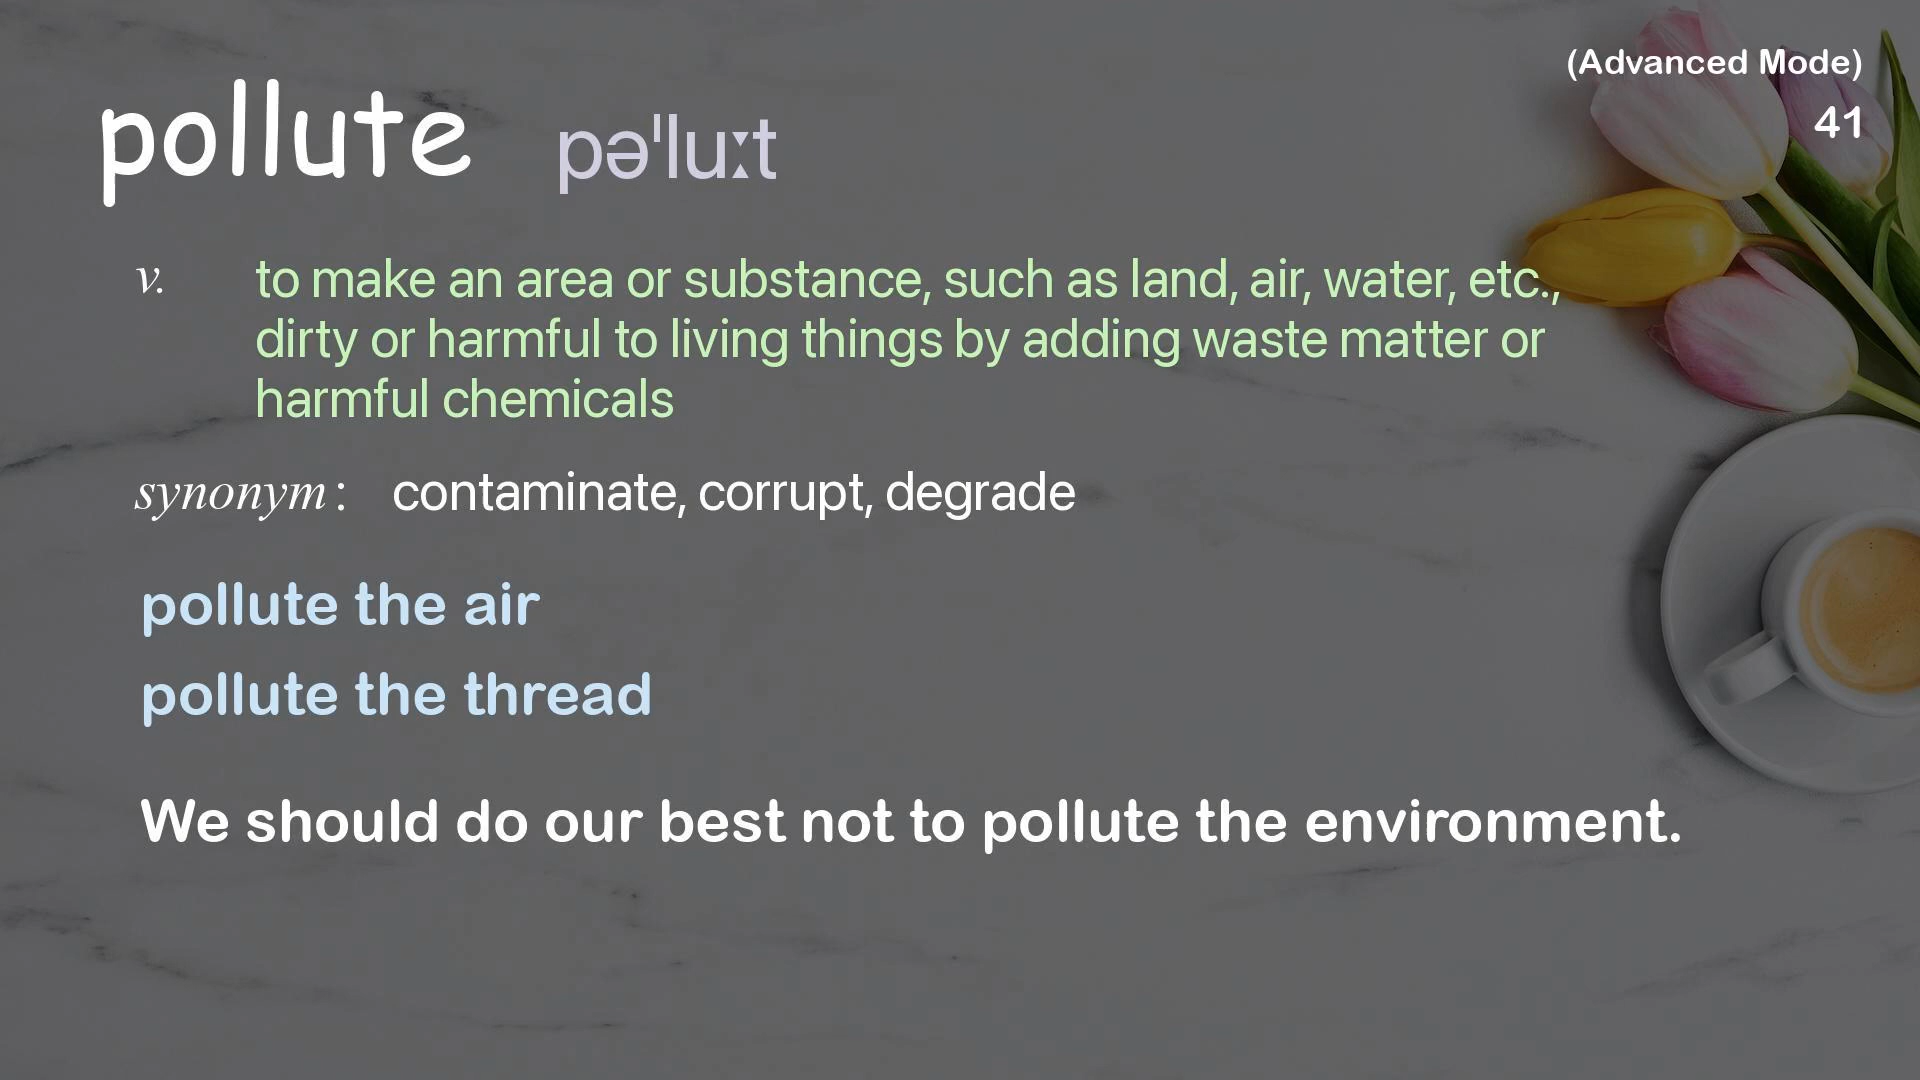 (Advanced Mode)
41
pollute pəˈluːt
v. to make an area or substance, such as land, air, water, etc.,
dirty or harmful to living things by adding waste matter or
harmful chemicals
synonym: contaminate, corrupt, degrade
pollute the air
pollute the thread
We should do our best not to pollute the environment.